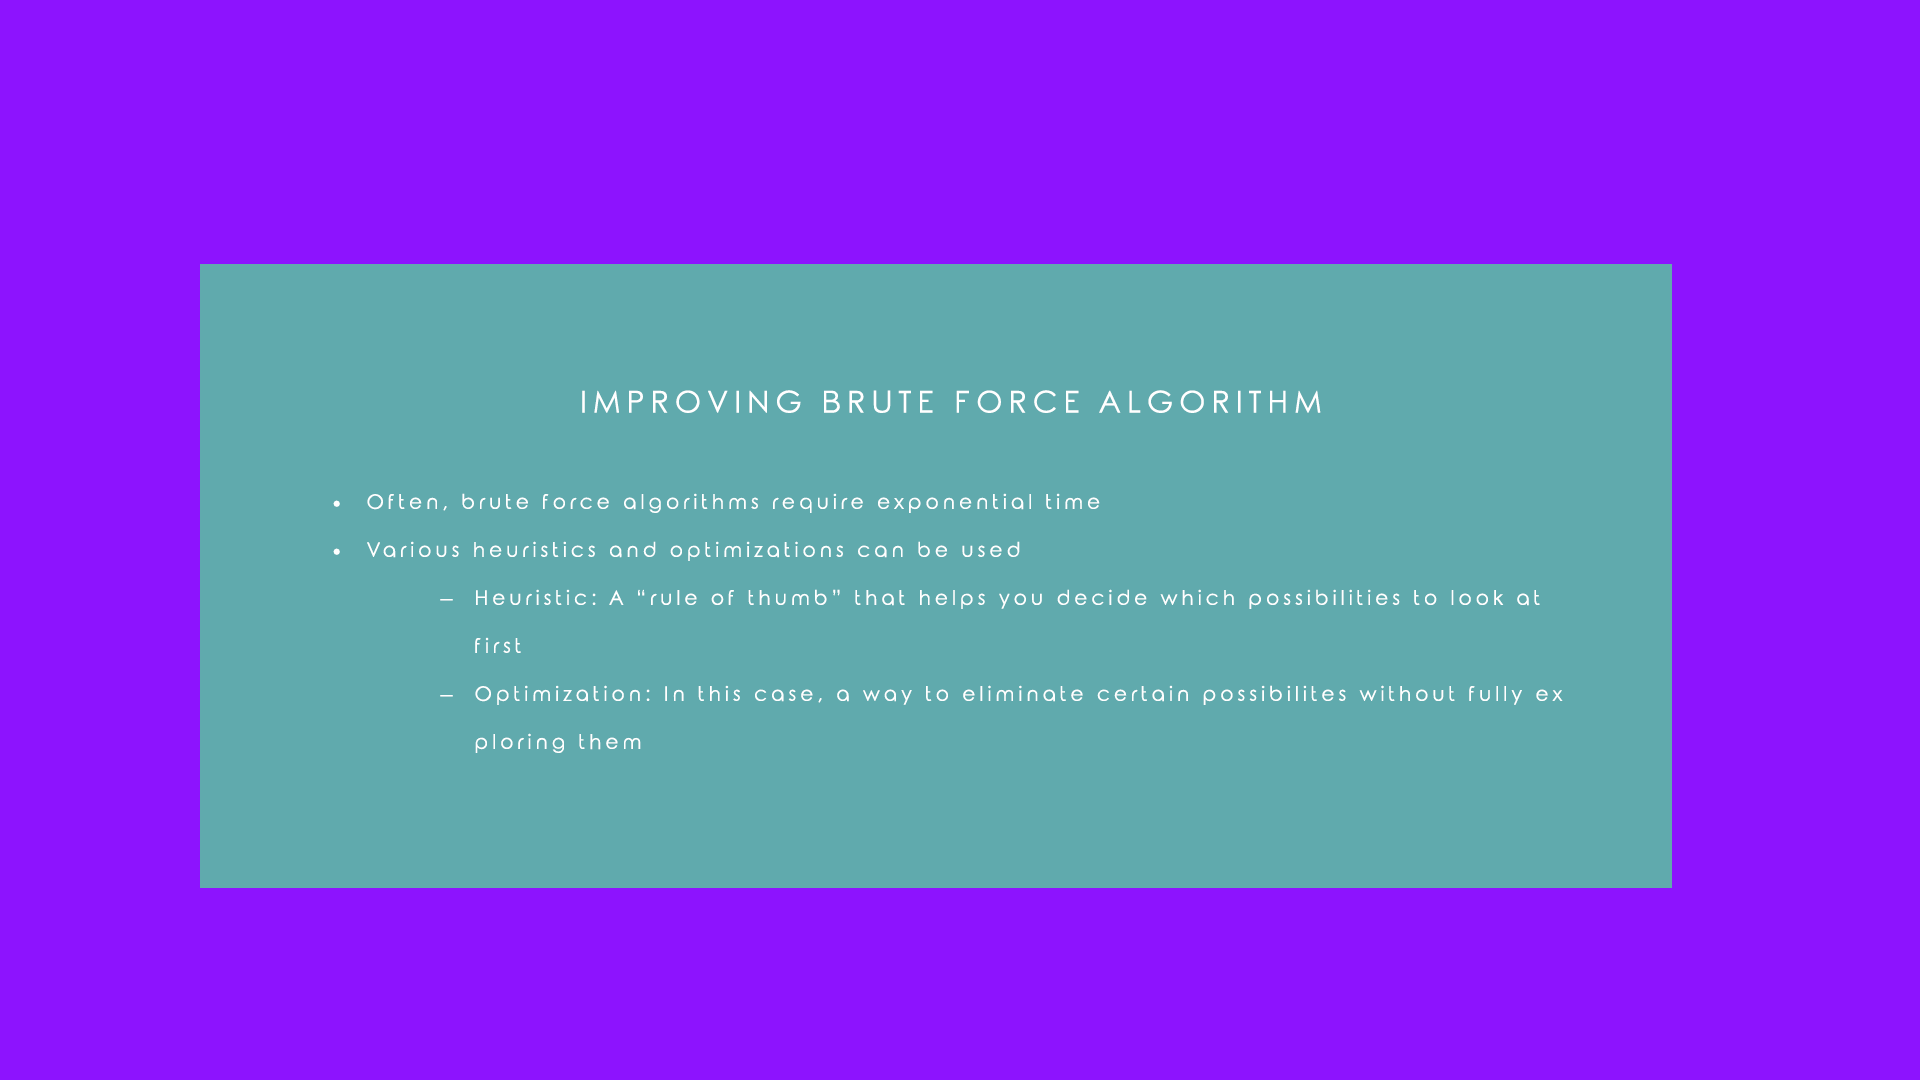 IMPROVING BRUTE FORCE ALGORITHM
• Often, brute force algorithms require exponential time
• Various heuristics and optimizations can be used
– Heuristic: A “rule of thumb” that helps you decide which possibilities to look at
first
– Optimization: In this case, a way to eliminate certain possibilites without fully ex
ploring them